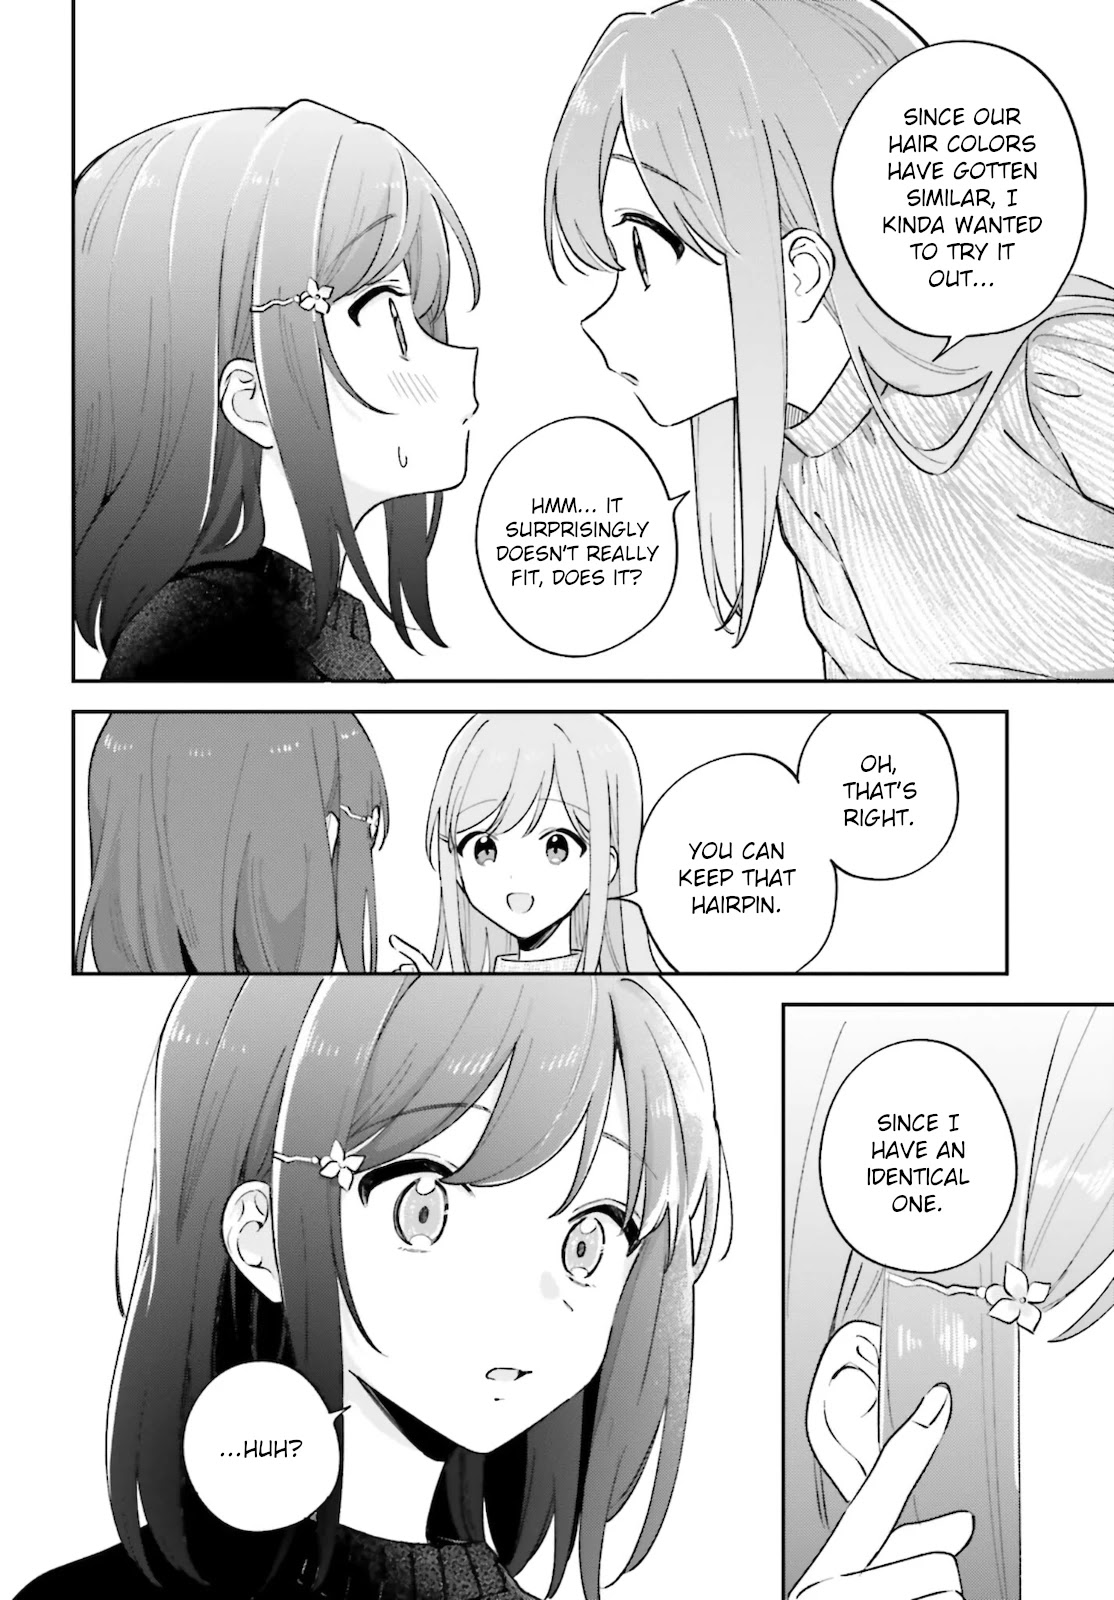 SINCE OUR
HAIR COLORS
HAVE GOTTEN
SIMILAR, I
KINDA WANTED
TO TRY IT
OUT...
HMM... IT
SURPRISINGLY
DOESN'T REALLY
FIT, DOES IT?
OH,
THAT'S
RIGHT.
YOU CAN
KEEP THAT
HAIRPIN.
SINCE I
HAVE AN
IDENTICAL
ONE.
...HUH?